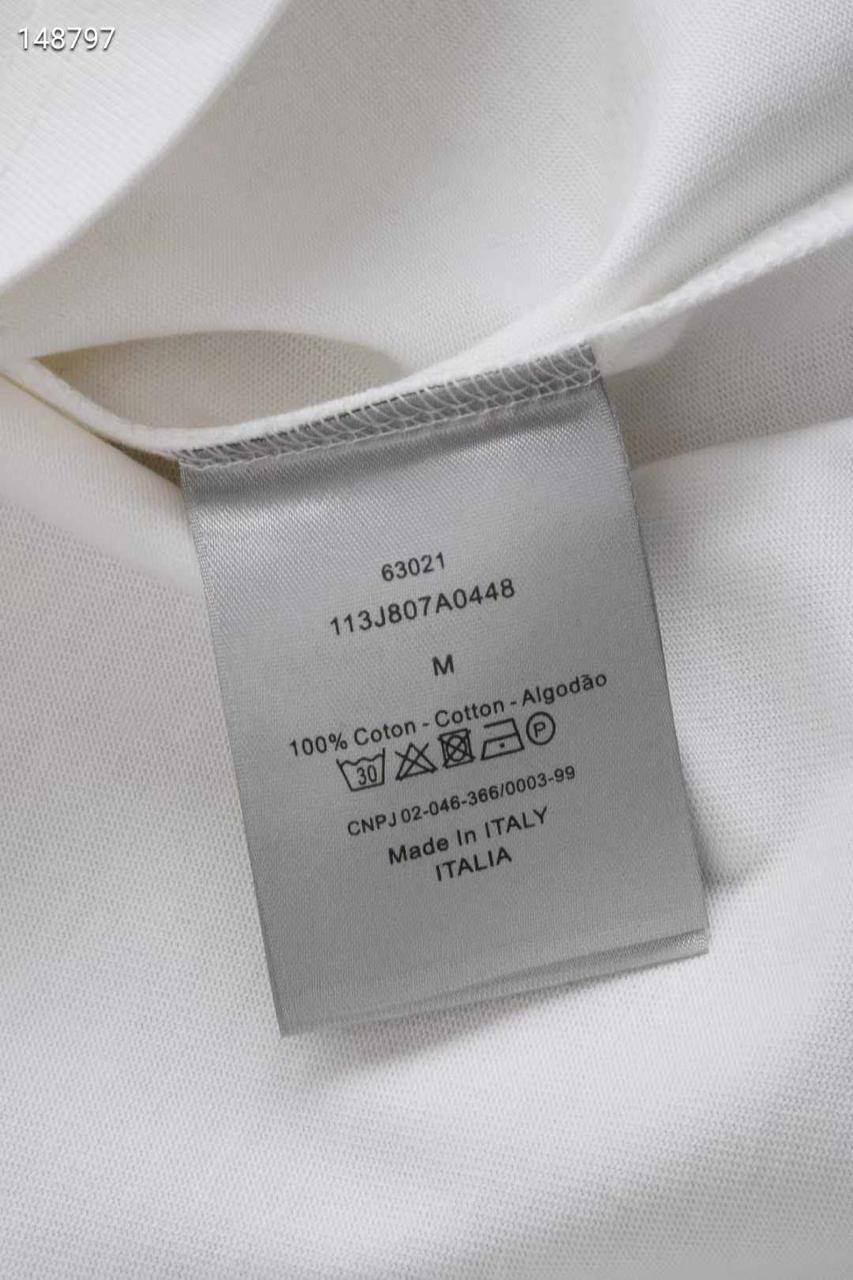 148797
63021
113J807A0448
M
100% Coton - Cotton - Algodão
30 P
CNPJ 02-046-366/0003-99
Made In ITALY
ITALIA